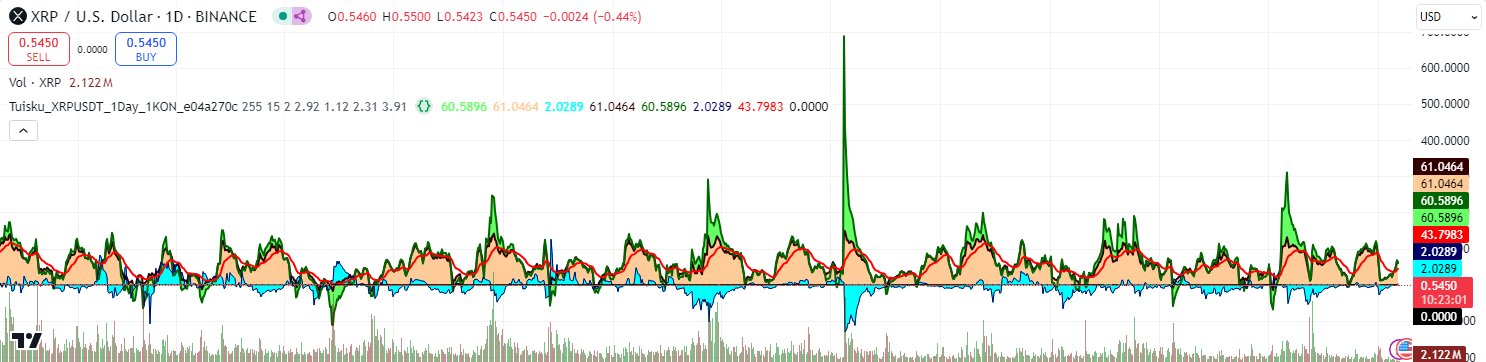 XRP / U.S. Dollar · 1D · BINANCE O0.5460 H0.5500 L0.5423 C0.5450 −0.0024 (−0.44%) USD
0.5450 0.0000 0.5450
SELL BUY
Vol · XRP 2.122 M
Tuisku_XRPUSDT_1Day_1KON_e04a270c 255 15 2 2.92 1.12 2.31 3.91 {} 60.5896 61.0464 2.0289 61.0464 60.5896 2.0289 43.7983 0.0000
600.0000
500.0000
400.0000
61.0464
61.0464
60.5896
60.5896
43.7983
2.0289
2.0289
0.5450
10:23:01
0.0000
2.122 M